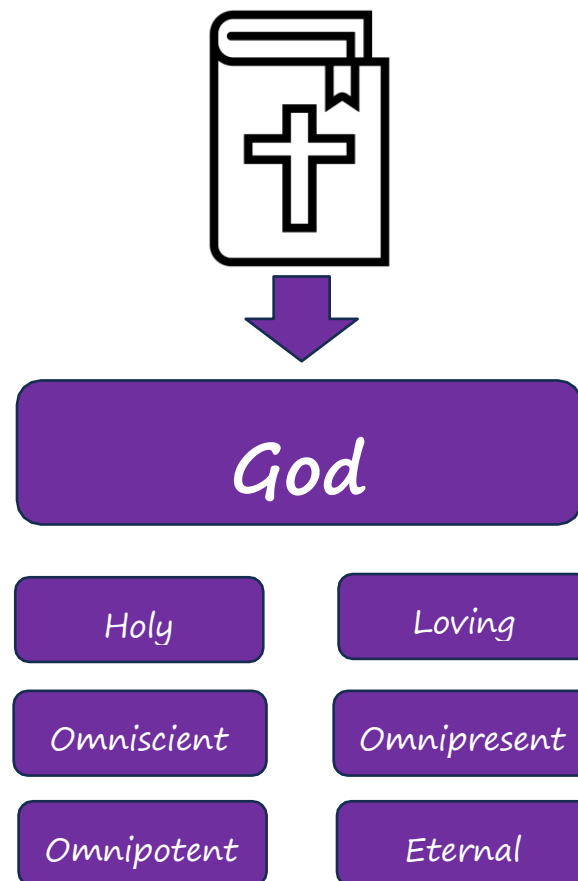 God
Holy
Loving
Omniscient
Omnipresent
Omnipotent
Eternal